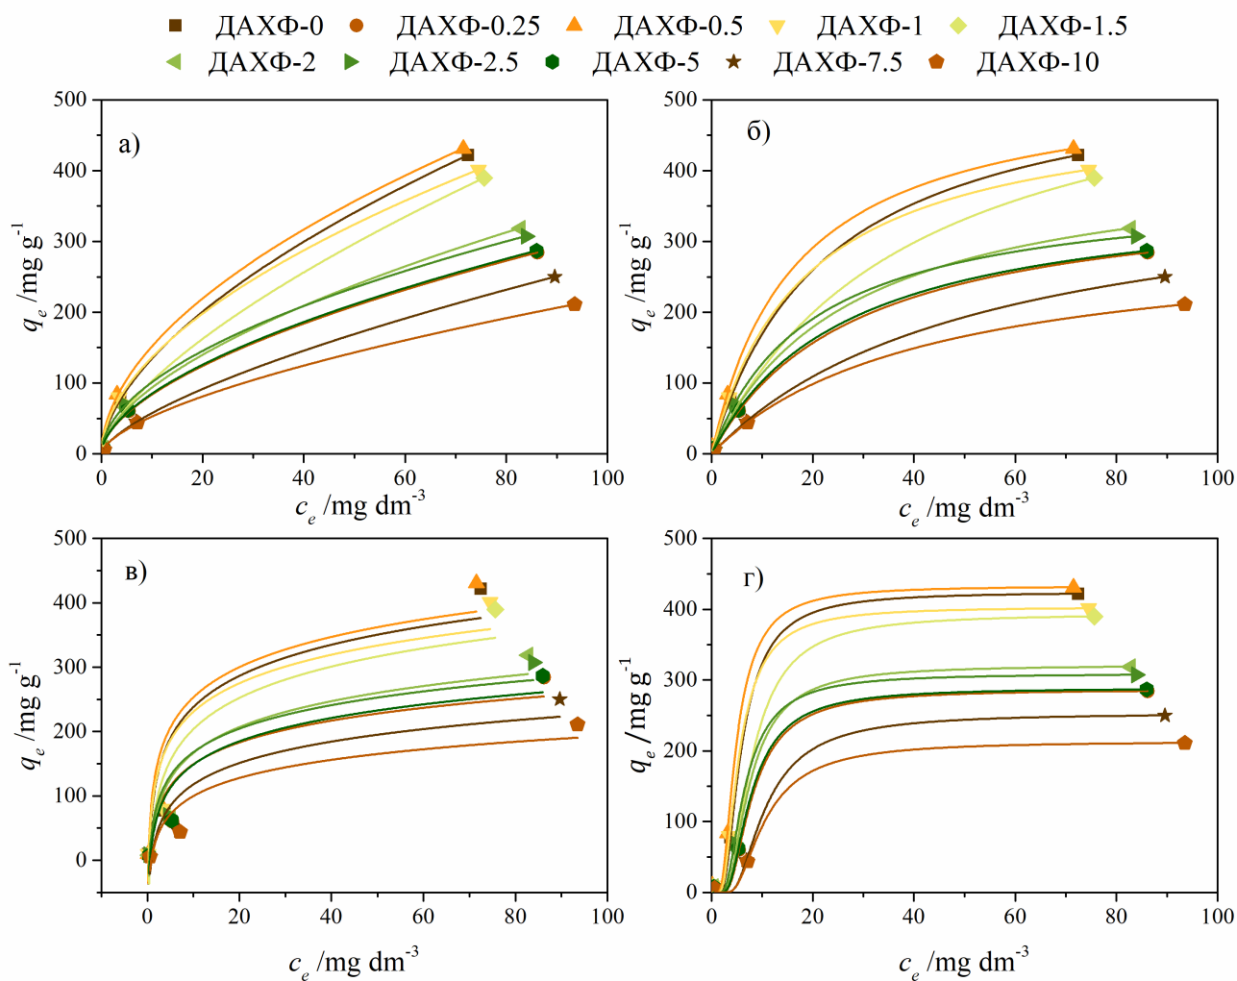 ДАХФ-0 ДАХФ-0.25 ДАХФ-0.5 ДАХФ-1 ДАХФ-1.5
ДАХФ-2 ДАХФ-2.5 ДАХФ-5 ДАХФ-7.5 ДАХФ-10
а)
500
400
300
200
100
0
0 20 40 60 80 100
qₑ /mg g⁻¹
cₑ /mg dm⁻³
б)
500
400
300
200
100
0
0 20 40 60 80 100
qₑ /mg g⁻¹
cₑ /mg dm⁻³
в)
500
400
300
200
100
0
0 20 40 60 80 100
qₑ /mg g⁻¹
cₑ /mg dm⁻³
г)
500
400
300
200
100
0
0 20 40 60 80 100
qₑ /mg g⁻¹
cₑ /mg dm⁻³